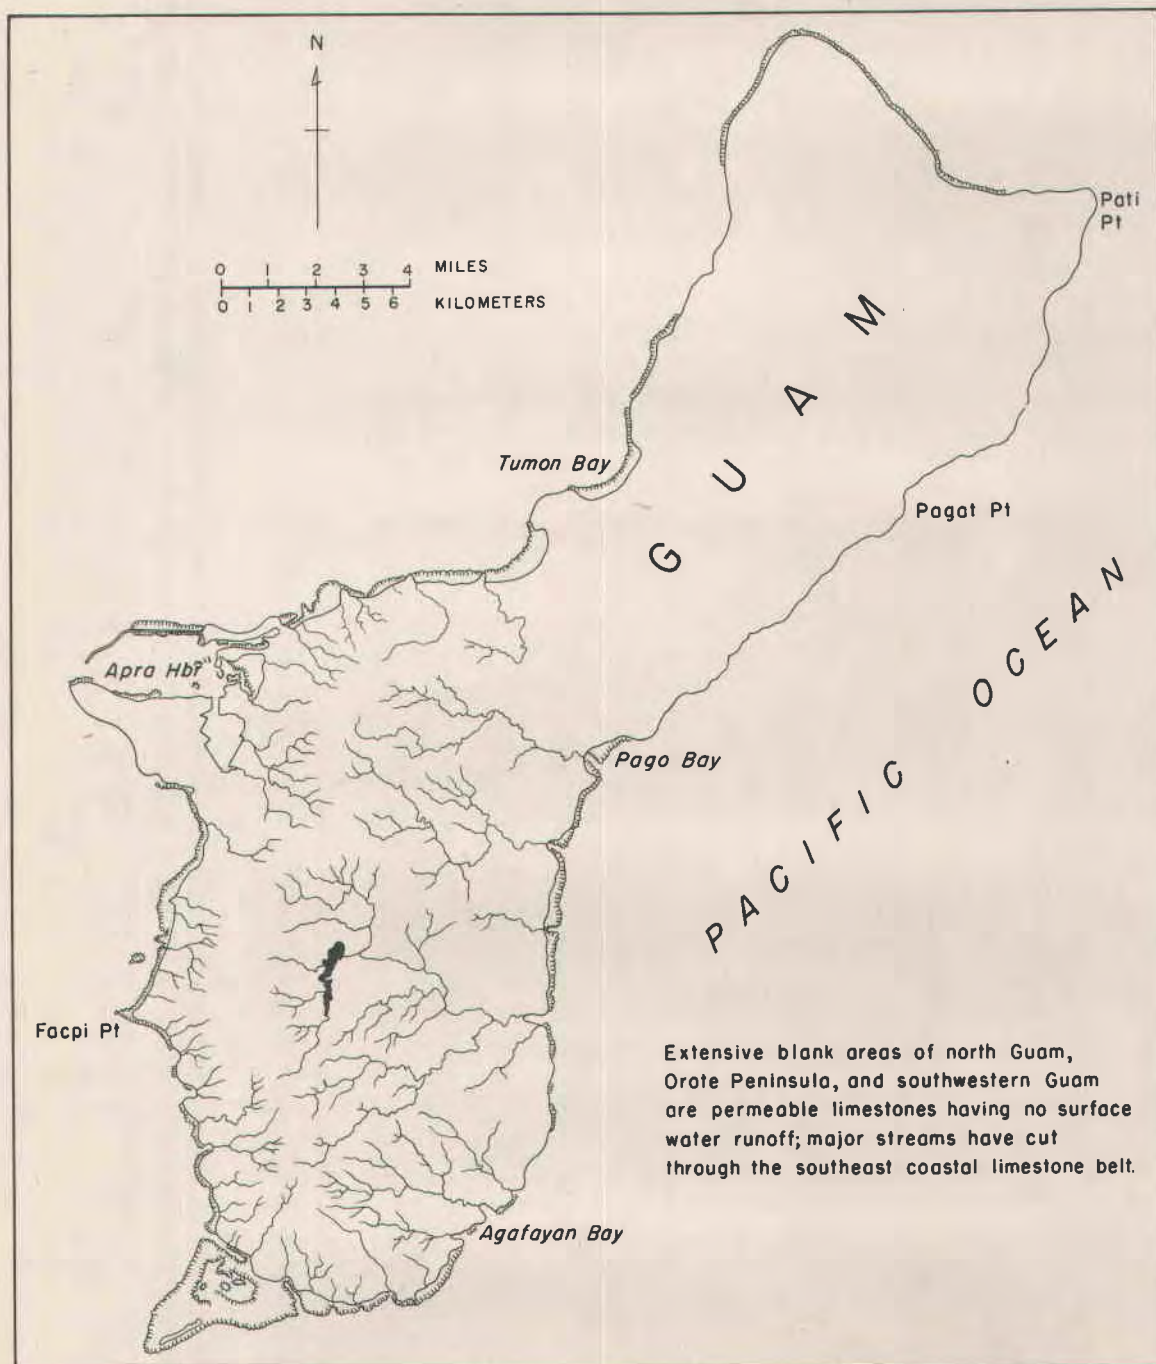 N
0 1 2 3 4 MILES
0 1 2 3 4 5 6 KILOMETERS
Pati
Pt
GUAM
Tumon Bay
Pagat Pt
PACIFIC OCEAN
Apra Hbr
Pago Bay
Facpi Pt
Extensive blank areas of north Guam,
Orote Peninsula, and southwestern Guam
are permeable limestones having no surface
water runoff; major streams have cut
through the southeast coastal limestone belt.
Agafayan Bay